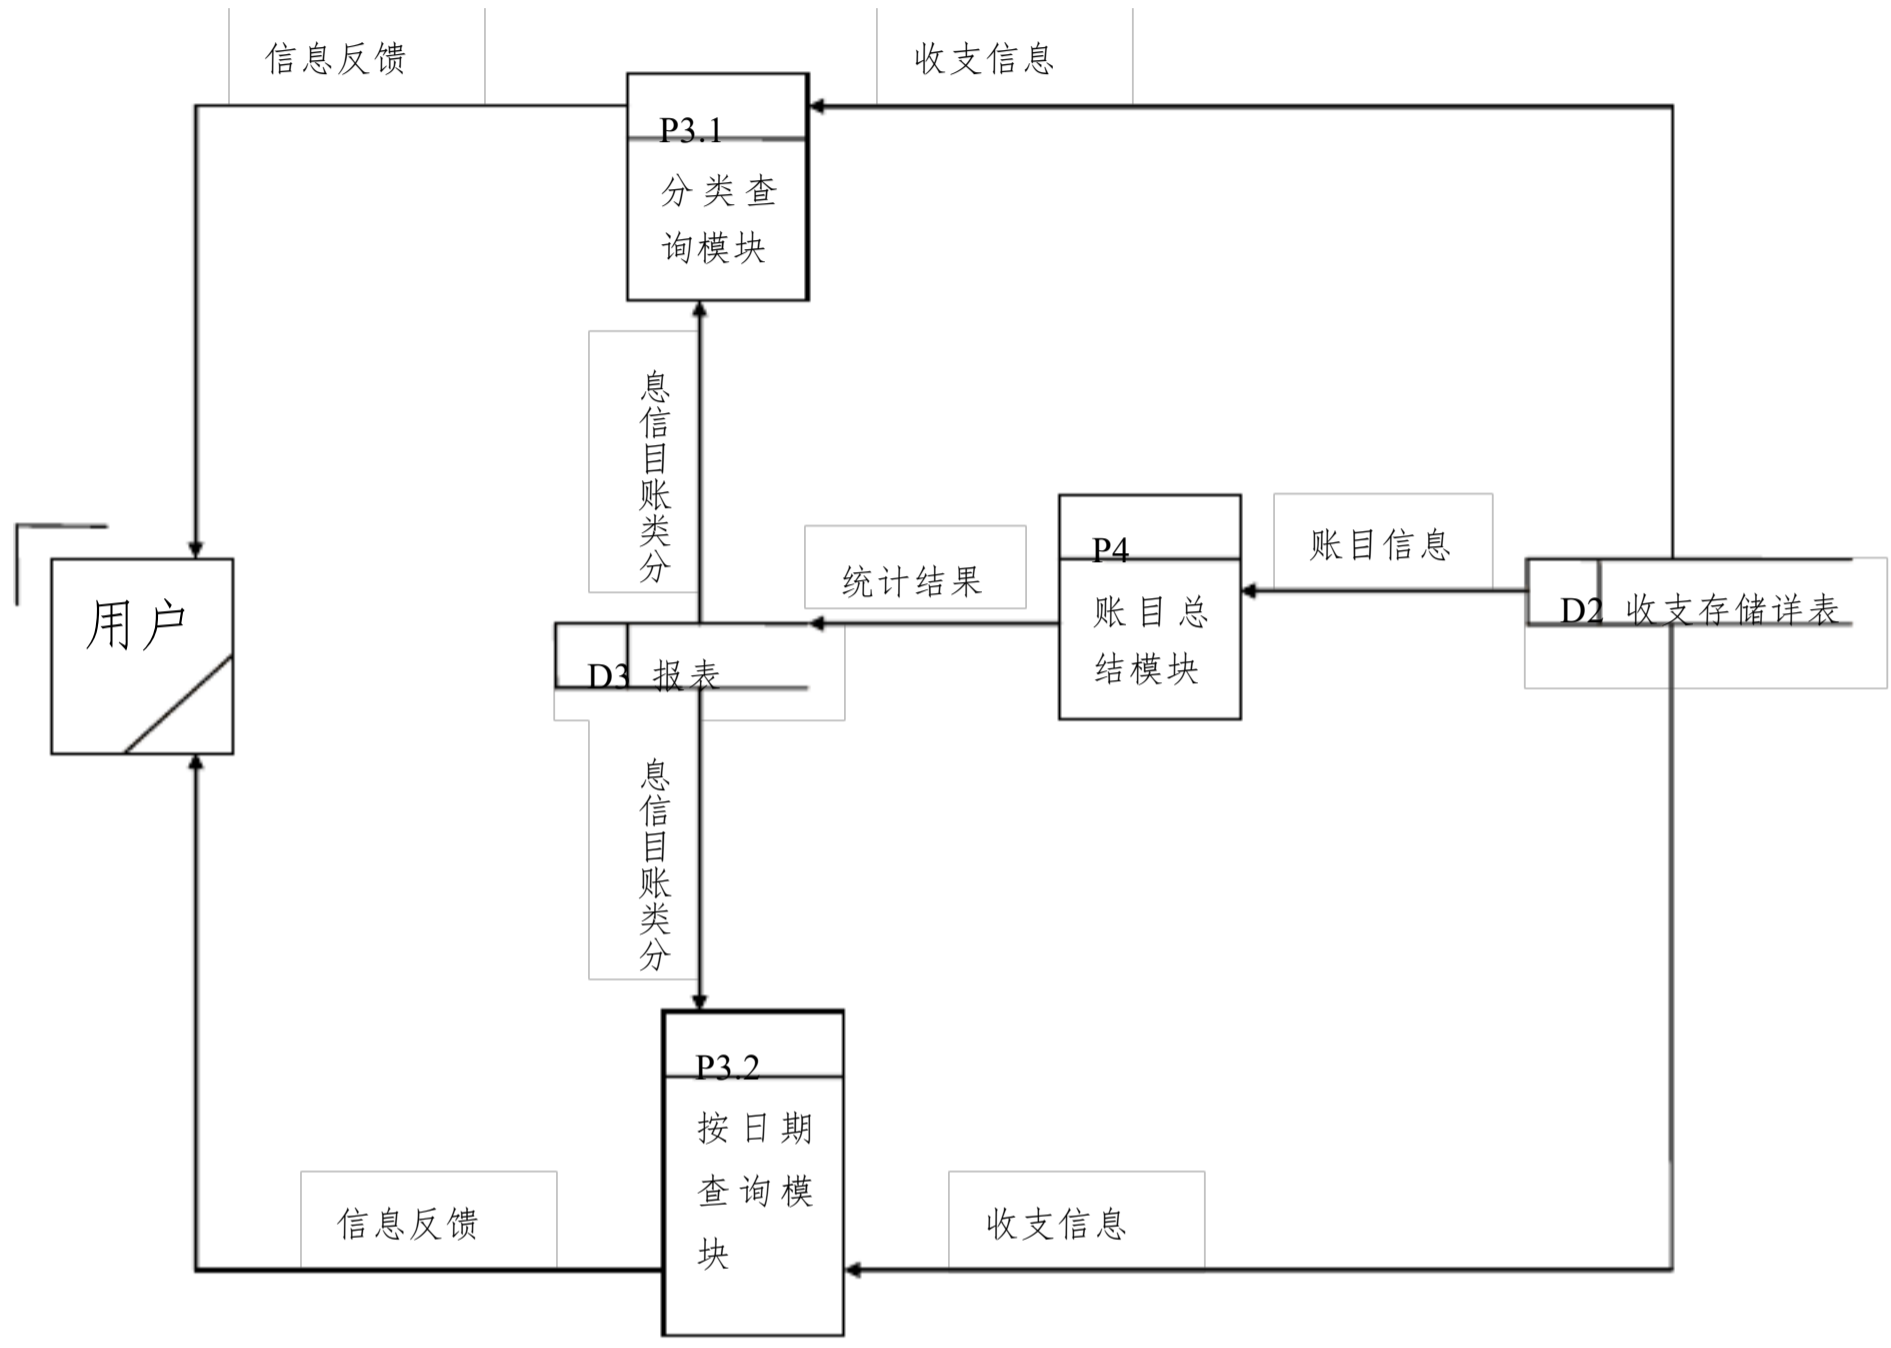 信息反馈
收支信息
P3.1
分类查
询模块
息信目账类分
P4
账目总
结模块
账目信息
统计结果
D2 收支存储详表
用户
D3 报表
息信目账类分
P3.2
按日期
查询模
块
信息反馈
收支信息